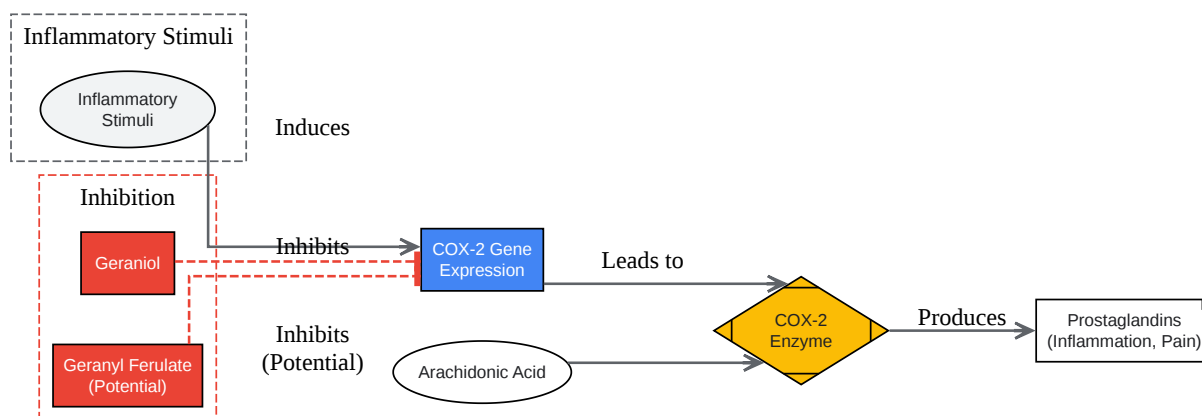 Inflammatory Stimuli
Inflammatory
Stimuli
Induces
Inhibition
Geraniol
Inhibits
COX-2 Gene
Expression
Leads to
Geranyl Ferulate
(Potential)
Inhibits
(Potential)
Arachidonic Acid
COX-2
Enzyme
Produces
Prostaglandins
(Inflammation, Pain)